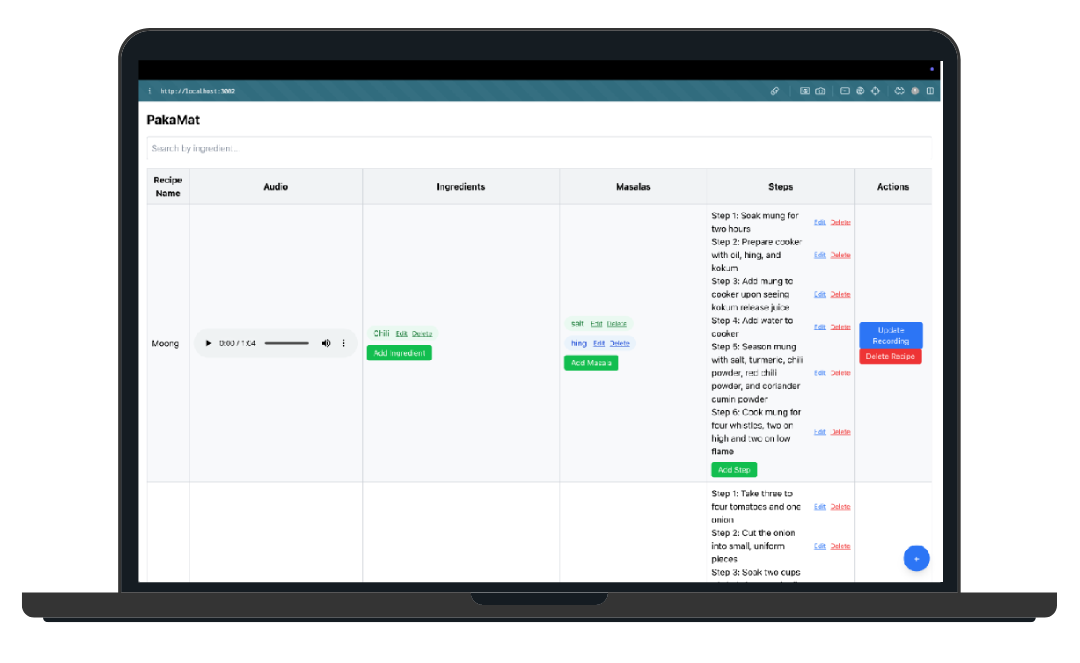 http://localhost:3002
PakaMat
Search by ingredient...
Recipe Name
Audio
Ingredients
Masalas
Steps
Actions
Moong
0:00 / 1:04
Chili Edit Delete
Add Ingredient
salt Edit Delete
hing Edit Delete
Add Masala
Step 1: Soak mung for
two hours
Edit Delete
Step 2: Prepare cooker
with oil, hing, and
kokum
Edit Delete
Step 3: Add mung to
cooker upon seeing
kokum release juice
Edit Delete
Step 4: Add water to
cooker
Edit Delete
Step 5: Season mung
with salt, turmeric, chili
powder, red chili
powder, and coriander
cumin powder
Edit Delete
Step 6: Cook mung for
four whistles, two on
high and two on low
flame
Edit Delete
Add Step
Update
Recording
Delete Recipe
Step 1: Take three to
four tomatoes and one
onion
Edit Delete
Step 2: Cut the onion
into small, uniform
pieces
Edit Delete
Step 3: Soak two cups
+